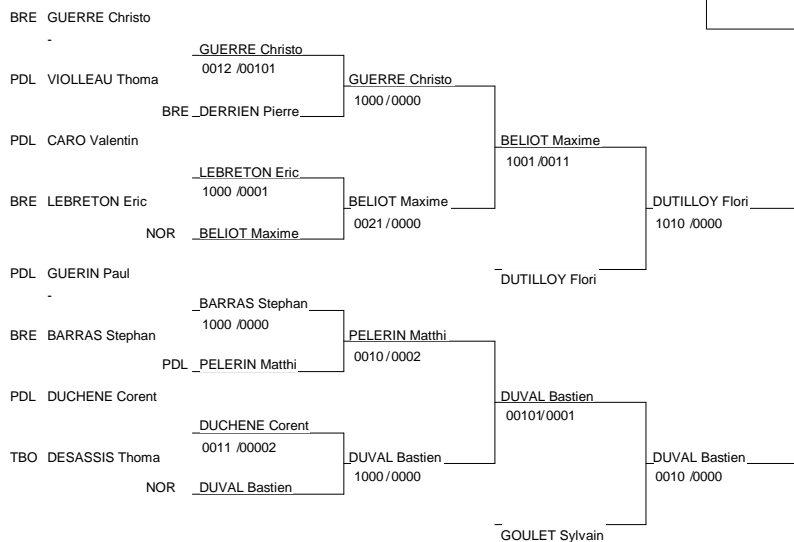 BRE GUERRE Christo
-
GUERRE Christo
0012 /00101
PDL VIOLLEAU Thoma
GUERRE Christo
1000 / 0000
BRE DERRIEN Pierre
PDL CARO Valentin
BELIOT Maxime
1001 /0011
LEBRETON Eric
1000 /0001
BRE LEBRETON Eric
BELIOT Maxime
0021 / 0000
DUTILLOY Flori
1010 /0000
NOR BELIOT Maxime
PDL GUERIN Paul
DUTILLOY Flori
-
BARRAS Stephan
1000 /0000
BRE BARRAS Stephan
PELERIN Matthi
0010 / 0002
PDL PELERIN Matthi
PDL DUCHENE Corent
DUVAL Bastien
00101/ 0001
DUCHENE Corent
0011 /00002
TBO DESASSIS Thoma
DUVAL Bastien
1000 / 0000
DUVAL Bastien
0010 /0000
NOR DUVAL Bastien
GOULET Sylvain